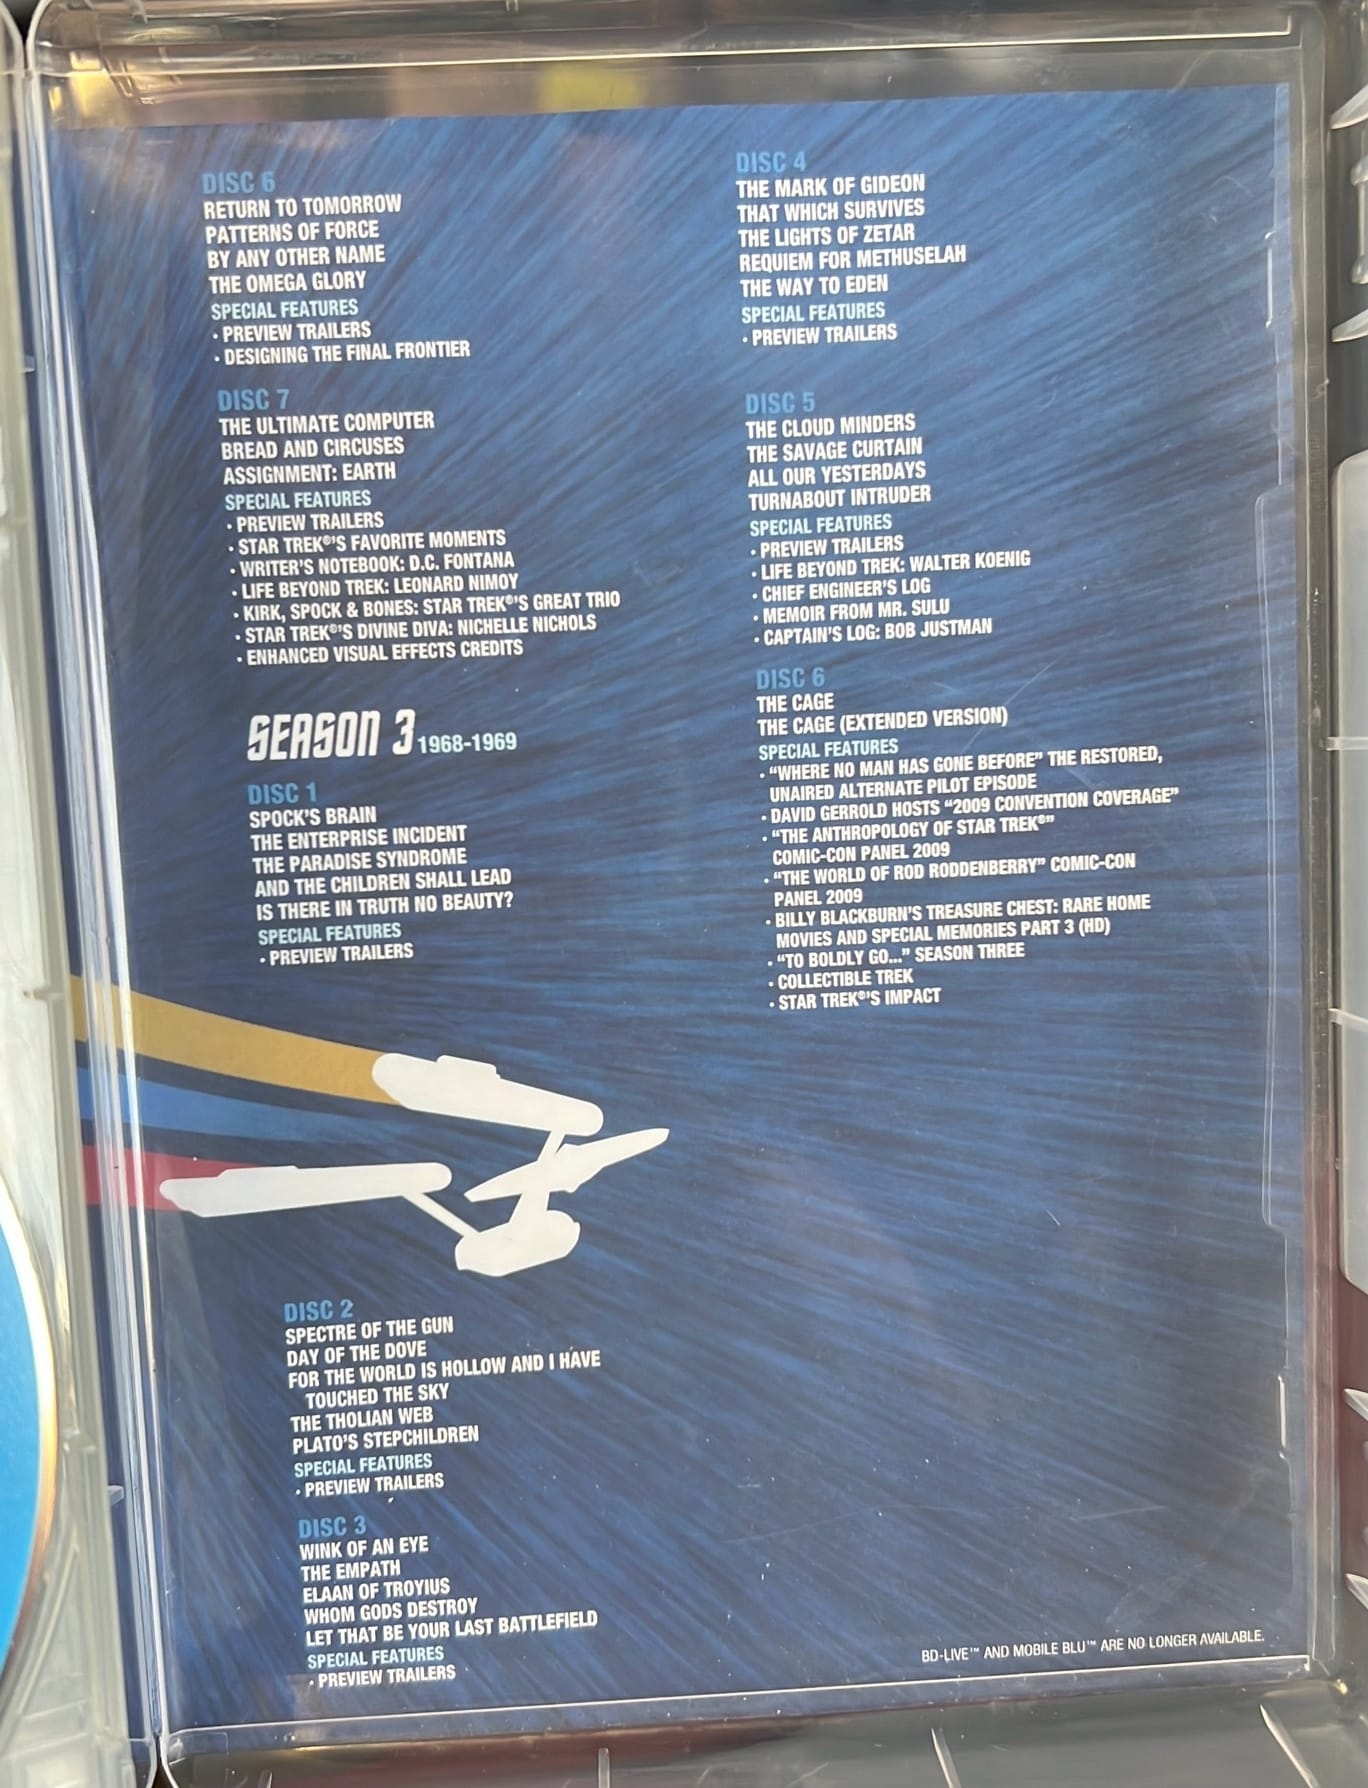 DISC 6
RETURN TO TOMORROW
PATTERNS OF FORCE
BY ANY OTHER NAME
THE OMEGA GLORY
SPECIAL FEATURES
· PREVIEW TRAILERS
· DESIGNING THE FINAL FRONTIER
DISC 7
THE ULTIMATE COMPUTER
BREAD AND CIRCUSES
ASSIGNMENT: EARTH
SPECIAL FEATURES
· PREVIEW TRAILERS
· STAR TREK®'S FAVORITE MOMENTS
· WRITER'S NOTEBOOK: D.C. FONTANA
· LIFE BEYOND TREK: LEONARD NIMOY
· KIRK, SPOCK & BONES: STAR TREK®'S GREAT TRIO
· STAR TREK®'S DIVINE DIVA: NICHELLE NICHOLS
· ENHANCED VISUAL EFFECTS CREDITS
SEASON 3 1968-1969
DISC 1
SPOCK'S BRAIN
THE ENTERPRISE INCIDENT
THE PARADISE SYNDROME
AND THE CHILDREN SHALL LEAD
IS THERE IN TRUTH NO BEAUTY?
SPECIAL FEATURES
· PREVIEW TRAILERS
DISC 2
SPECTRE OF THE GUN
DAY OF THE DOVE
FOR THE WORLD IS HOLLOW AND I HAVE
TOUCHED THE SKY
THE THOLIAN WEB
PLATO'S STEPCHILDREN
SPECIAL FEATURES
· PREVIEW TRAILERS
DISC 3
WINK OF AN EYE
THE EMPATH
ELAAN OF TROYIUS
WHOM GODS DESTROY
LET THAT BE YOUR LAST BATTLEFIELD
SPECIAL FEATURES
· PREVIEW TRAILERS
DISC 4
THE MARK OF GIDEON
THAT WHICH SURVIVES
THE LIGHTS OF ZETAR
REQUIEM FOR METHUSELAH
THE WAY TO EDEN
SPECIAL FEATURES
· PREVIEW TRAILERS
DISC 5
THE CLOUD MINDERS
THE SAVAGE CURTAIN
ALL OUR YESTERDAYS
TURNABOUT INTRUDER
SPECIAL FEATURES
· PREVIEW TRAILERS
· LIFE BEYOND TREK: WALTER KOENIG
· CHIEF ENGINEER'S LOG
· MEMOIR FROM MR. SULU
· CAPTAIN'S LOG: BOB JUSTMAN
DISC 6
THE CAGE
THE CAGE (EXTENDED VERSION)
SPECIAL FEATURES
· "WHERE NO MAN HAS GONE BEFORE" THE RESTORED,
UNAIRED ALTERNATE PILOT EPISODE
· DAVID GERROLD HOSTS "2009 CONVENTION COVERAGE"
· "THE ANTHROPOLOGY OF STAR TREK®"
COMIC-CON PANEL 2009
· "THE WORLD OF ROD RODDENBERRY" COMIC-CON
PANEL 2009
· BILLY BLACKBURN'S TREASURE CHEST: RARE HOME
MOVIES AND SPECIAL MEMORIES PART 3 (HD)
· "TO BOLDLY GO..." SEASON THREE
· COLLECTIBLE TREK
· STAR TREK®'S IMPACT
BD-LIVE™ AND MOBILE BLU™ ARE NO LONGER AVAILABLE.